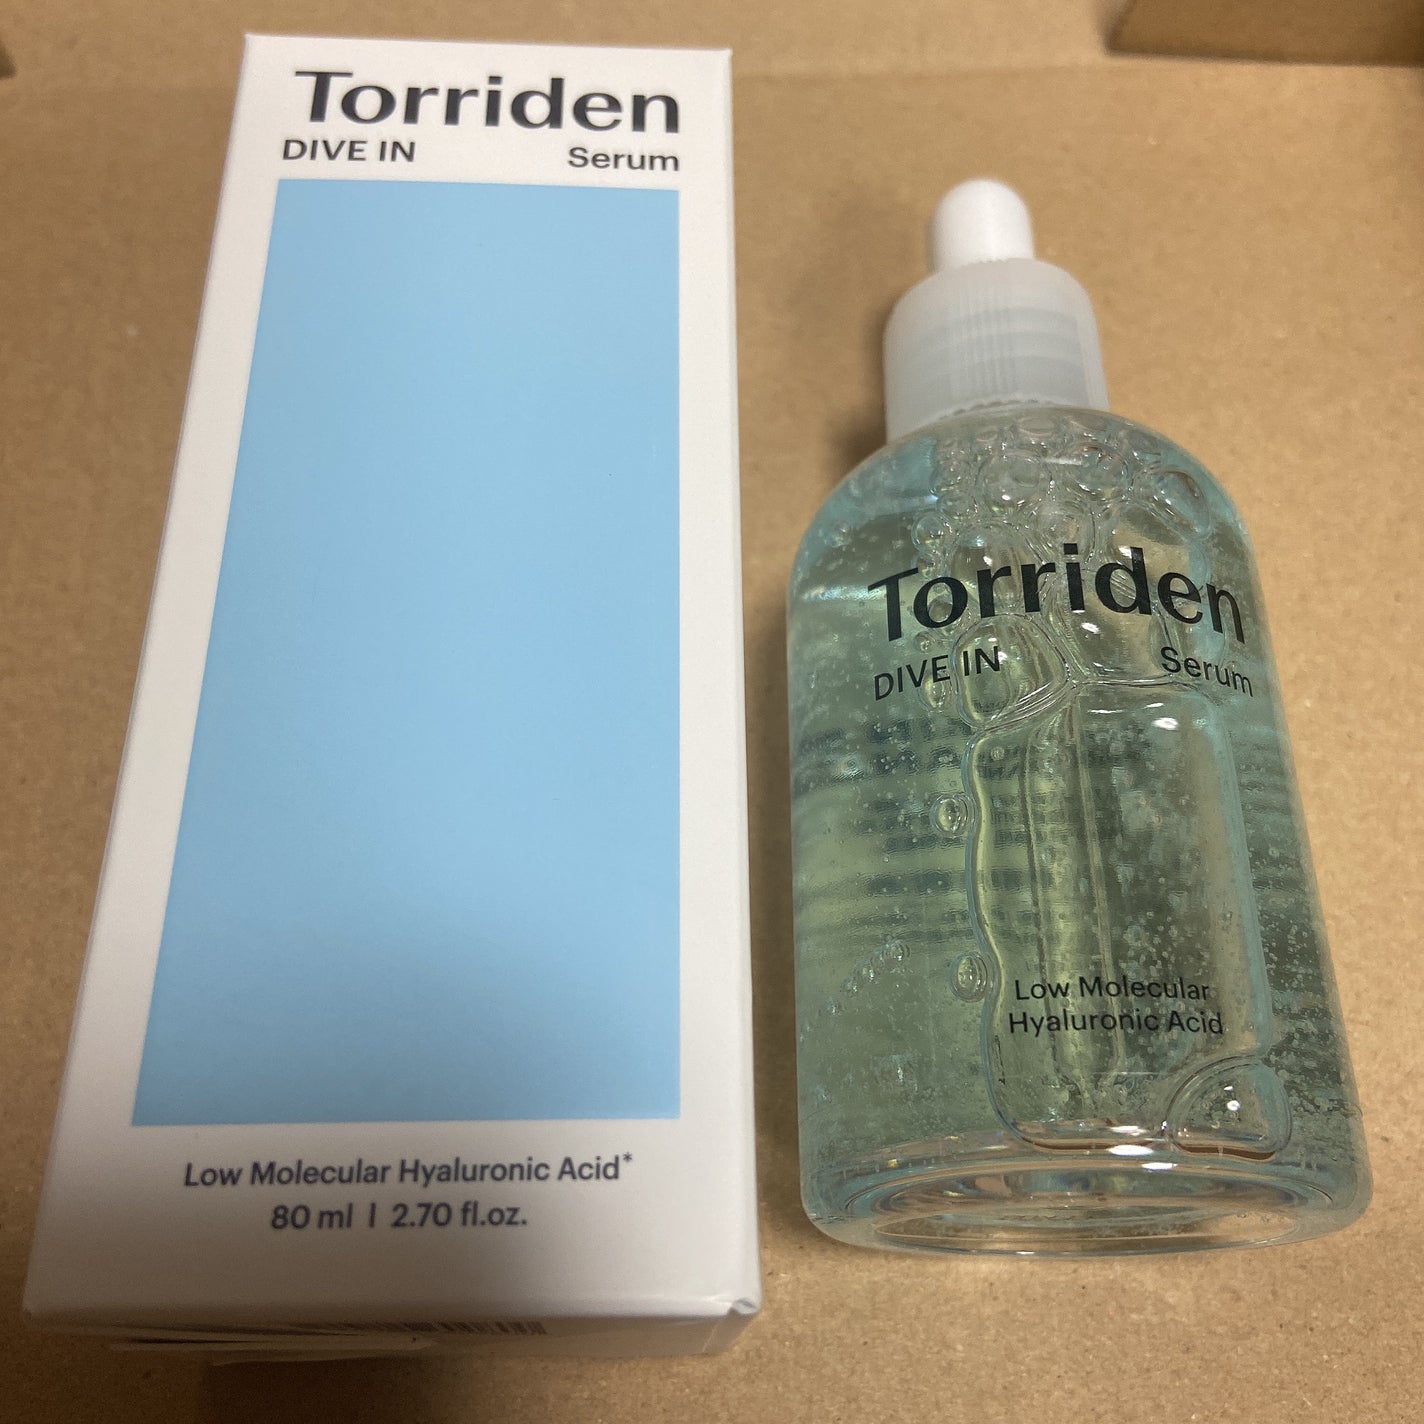 Torriden
DIVE IN Serum
Low Molecular Hyaluronic Acid*
80 ml | 2.70 fl.oz.
Torriden
DIVE IN Serum
Low Molecular
Hyaluronic Acid